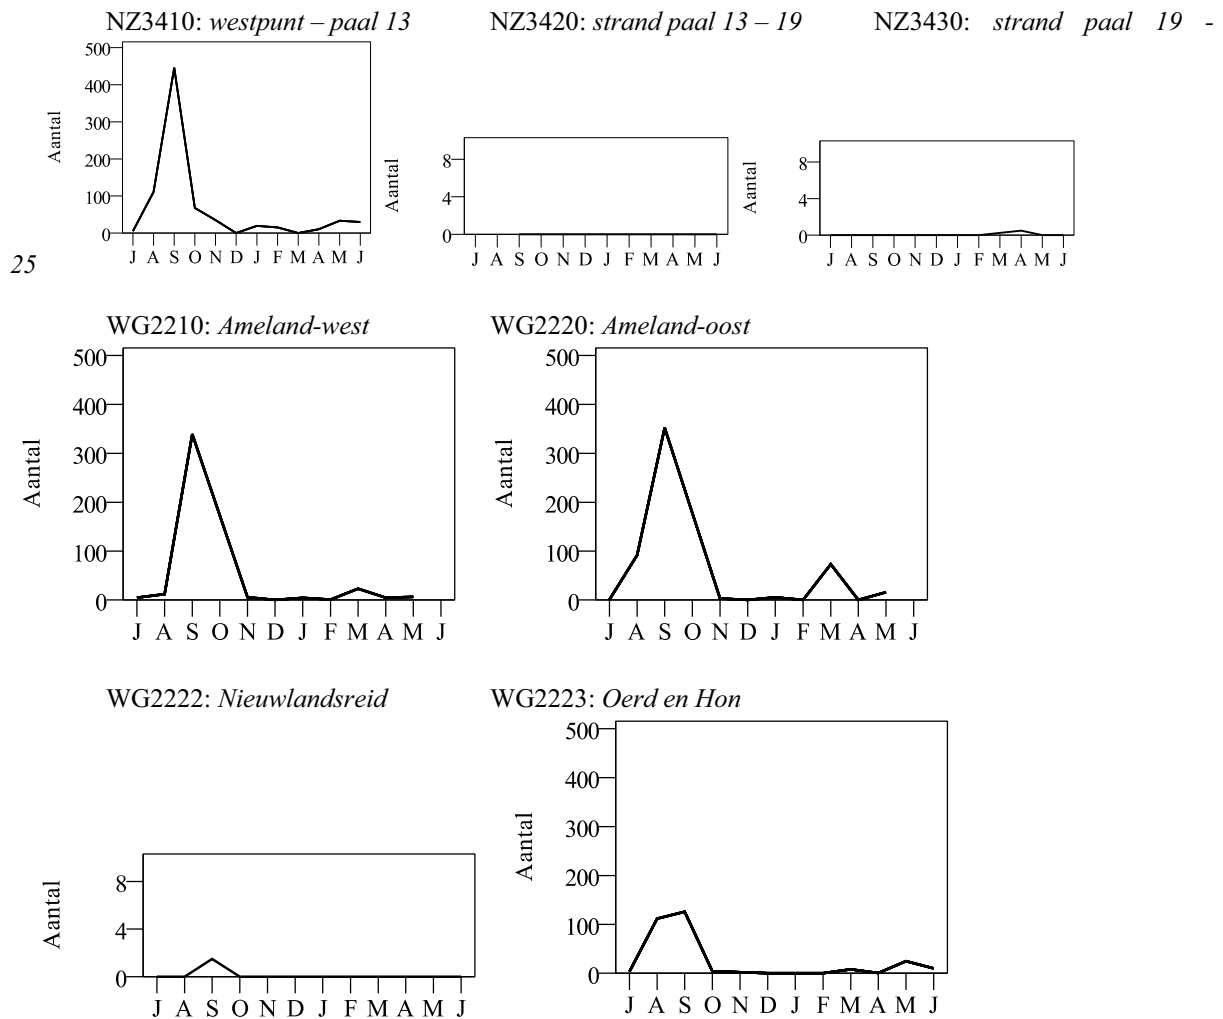 NZ3410: westpunt – paal 13 NZ3420: strand paal 13 – 19 NZ3430: strand paal 19 -
25
500
400
300
200
100
0
Aantal
J A S O N D J F M A M J
8
4
0
Aantal
J A S O N D J F M A M J
8
4
0
Aantal
J A S O N D J F M A M J
WG2210: Ameland-west WG2220: Ameland-oost
500
400
300
200
100
0
Aantal
J A S O N D J F M A M J
500
400
300
200
100
0
Aantal
J A S O N D J F M A M J
WG2222: Nieuwlandsreid WG2223: Oerd en Hon
8
4
0
Aantal
J A S O N D J F M A M J
500
400
300
200
100
0
Aantal
J A S O N D J F M A M J